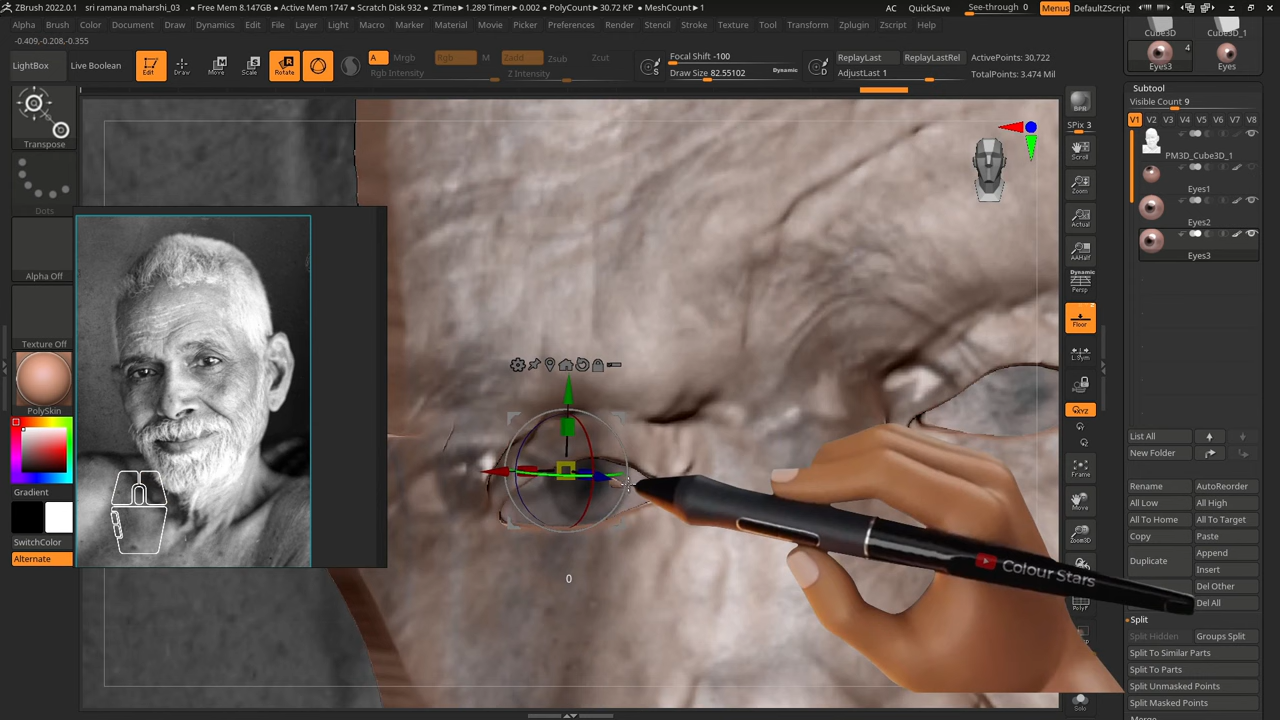 ZBrush 2022.0.1 sri ramana maharshi_03 • Free Mem 8.147GB • Active Mem 1747 • Scratch Disk 932 • ZTime ▸ 1.289 Timer ▸ 0.002 • PolyCount ▸ 30.72 KP • MeshCount ▸ 1 AC QuickSave See-through 0 Menus DefaultZScript
Alpha Brush Color Document Draw Dynamics Edit File Layer Light Macro Marker Material Movie Picker Preferences Render Stencil Stroke Texture Tool Transform Zplugin Zscript Help
-0.409,-0.208,-0.355
LightBox
Live Boolean
Edit
Draw
Move
Scale
Rotate
A
Mrgb
Rgb
M
Rgb Intensity
Zadd
Zsub
Zcut
Z Intensity
Focal Shift -100
Draw Size 82.55102
Dynamic
S
D
ReplayLast
ReplayLastRel
AdjustLast 1
ActivePoints: 30,722
TotalPoints: 3.474 Mil
Transpose
Dots
Alpha Off
Texture Off
PolySkin
Gradient
SwitchColor
Alternate
0
Colour Stars
BPR
SPix 3
Scroll
Zoom
Actual
AAHalf
Dynamic
Persp
Floor
L.Sym
XYZ
Frame
Move
Zoom3D
PolyF
Solo
Cube3D
Cube3D_1
4
Eyes3
Eyes
Subtool
Visible Count 9
V1 V2 V3 V4 V5 V6 V7 V8
PM3D_Cube3D_1
Eyes1
Eyes2
Eyes3
List All
New Folder
Rename
AutoReorder
All Low
All High
All To Home
All To Target
Copy
Paste
Duplicate
Append
Insert
Del Other
Del All
Split
Split Hidden
Groups Split
Split To Similar Parts
Split To Parts
Split Unmasked Points
Split Masked Points
Merge